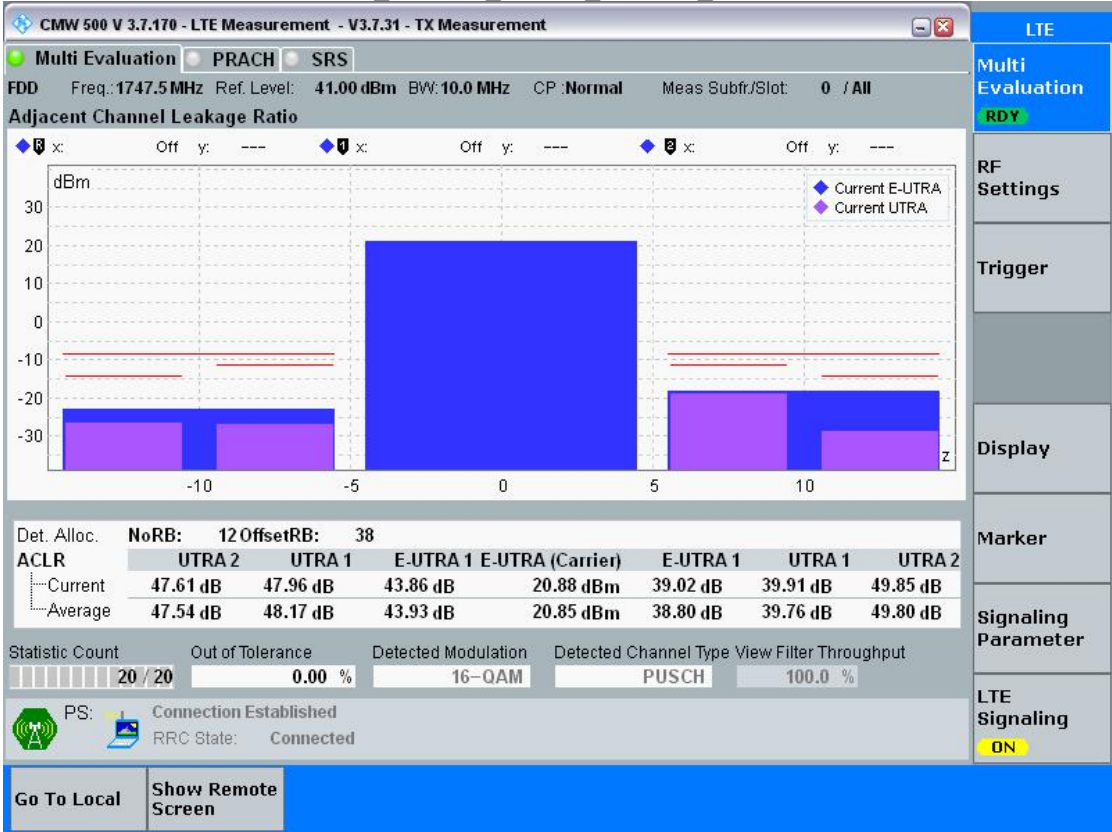 CMW 500 V 3.7.170 - LTE Measurement - V3.7.31 - TX Measurement
LTE
Multi Evaluation PRACH SRS
Multi
Evaluation
RDY
FDD Freq.:1747.5 MHz Ref. Level: 41.00 dBm BW:10.0 MHz CP :Normal Meas Subfr./Slot: 0 / All
Adjacent Channel Leakage Ratio
R x: Off y: --- 1 x: Off y: --- 2 x: Off y: ---
dBm
Current E-UTRA
Current UTRA
30
20
10
0
-10
-20
-30
z
-10 -5 0 5 10
RF
Settings
Trigger
Display
Marker
Signaling
Parameter
LTE
Signaling
ON
Det. Alloc. NoRB: 12 OffsetRB: 38
ACLR UTRA 2 UTRA 1 E-UTRA 1 E-UTRA (Carrier) E-UTRA 1 UTRA 1 UTRA 2
Current 47.61 dB 47.96 dB 43.86 dB 20.88 dBm 39.02 dB 39.91 dB 49.85 dB
Average 47.54 dB 48.17 dB 43.93 dB 20.85 dBm 38.80 dB 39.76 dB 49.80 dB
Statistic Count Out of Tolerance Detected Modulation Detected Channel Type View Filter Throughput
20 / 20 0.00 % 16-QAM PUSCH 100.0 %
PS: Connection Established
RRC State: Connected
Go To Local
Show Remote
Screen